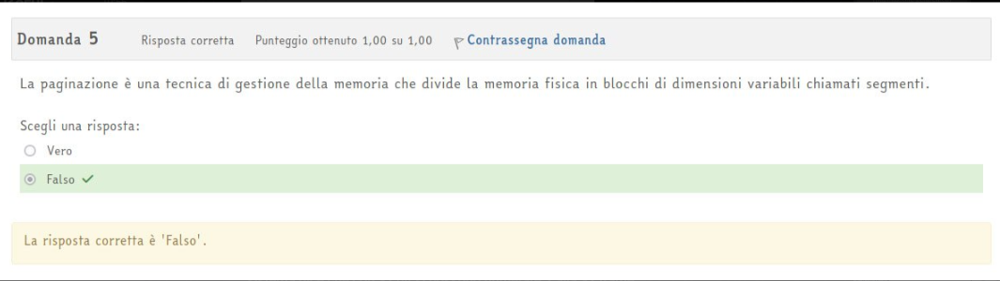 Domanda 5 Risposta corretta Punteggio ottenuto 1,00 su 1,00 Contrassegna domanda
La paginazione è una tecnica di gestione della memoria che divide la memoria fisica in blocchi di dimensioni variabili chiamati segmenti.
Scegli una risposta:
Vero
Falso
La risposta corretta è 'Falso'.